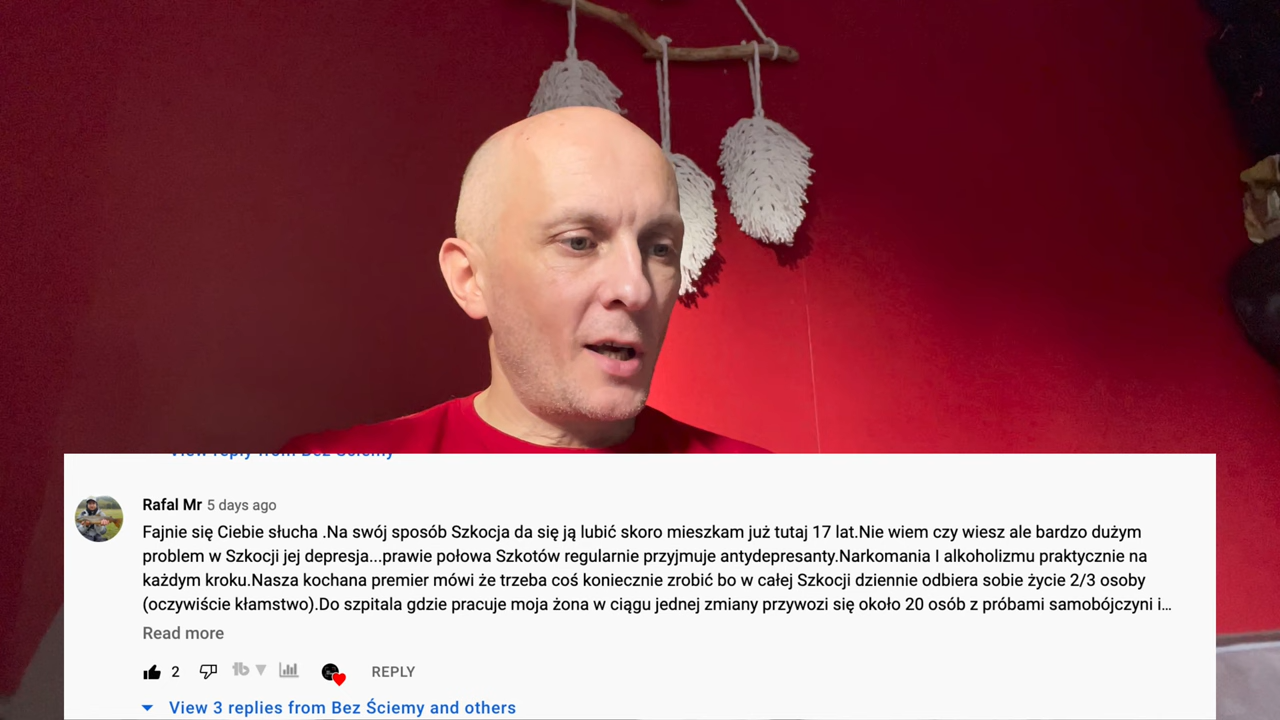 View reply from Bez Ściemy
Rafal Mr 5 days ago
Fajnie się Ciebie słucha .Na swój sposób Szkocja da się ją lubić skoro mieszkam już tutaj 17 lat.Nie wiem czy wiesz ale bardzo dużym
problem w Szkocji jej depresja...prawie połowa Szkotów regularnie przyjmuje antydepresanty.Narkomania I alkoholizmu praktycznie na
każdym kroku.Nasza kochana premier mówi że trzeba coś koniecznie zrobić bo w całej Szkocji dziennie odbiera sobie życie 2/3 osoby
(oczywiście kłamstwo).Do szpitala gdzie pracuje moja żona w ciągu jednej zmiany przywozi się około 20 osób z próbami samobójczyni i...
Read more
2 REPLY
View 3 replies from Bez Ściemy and others